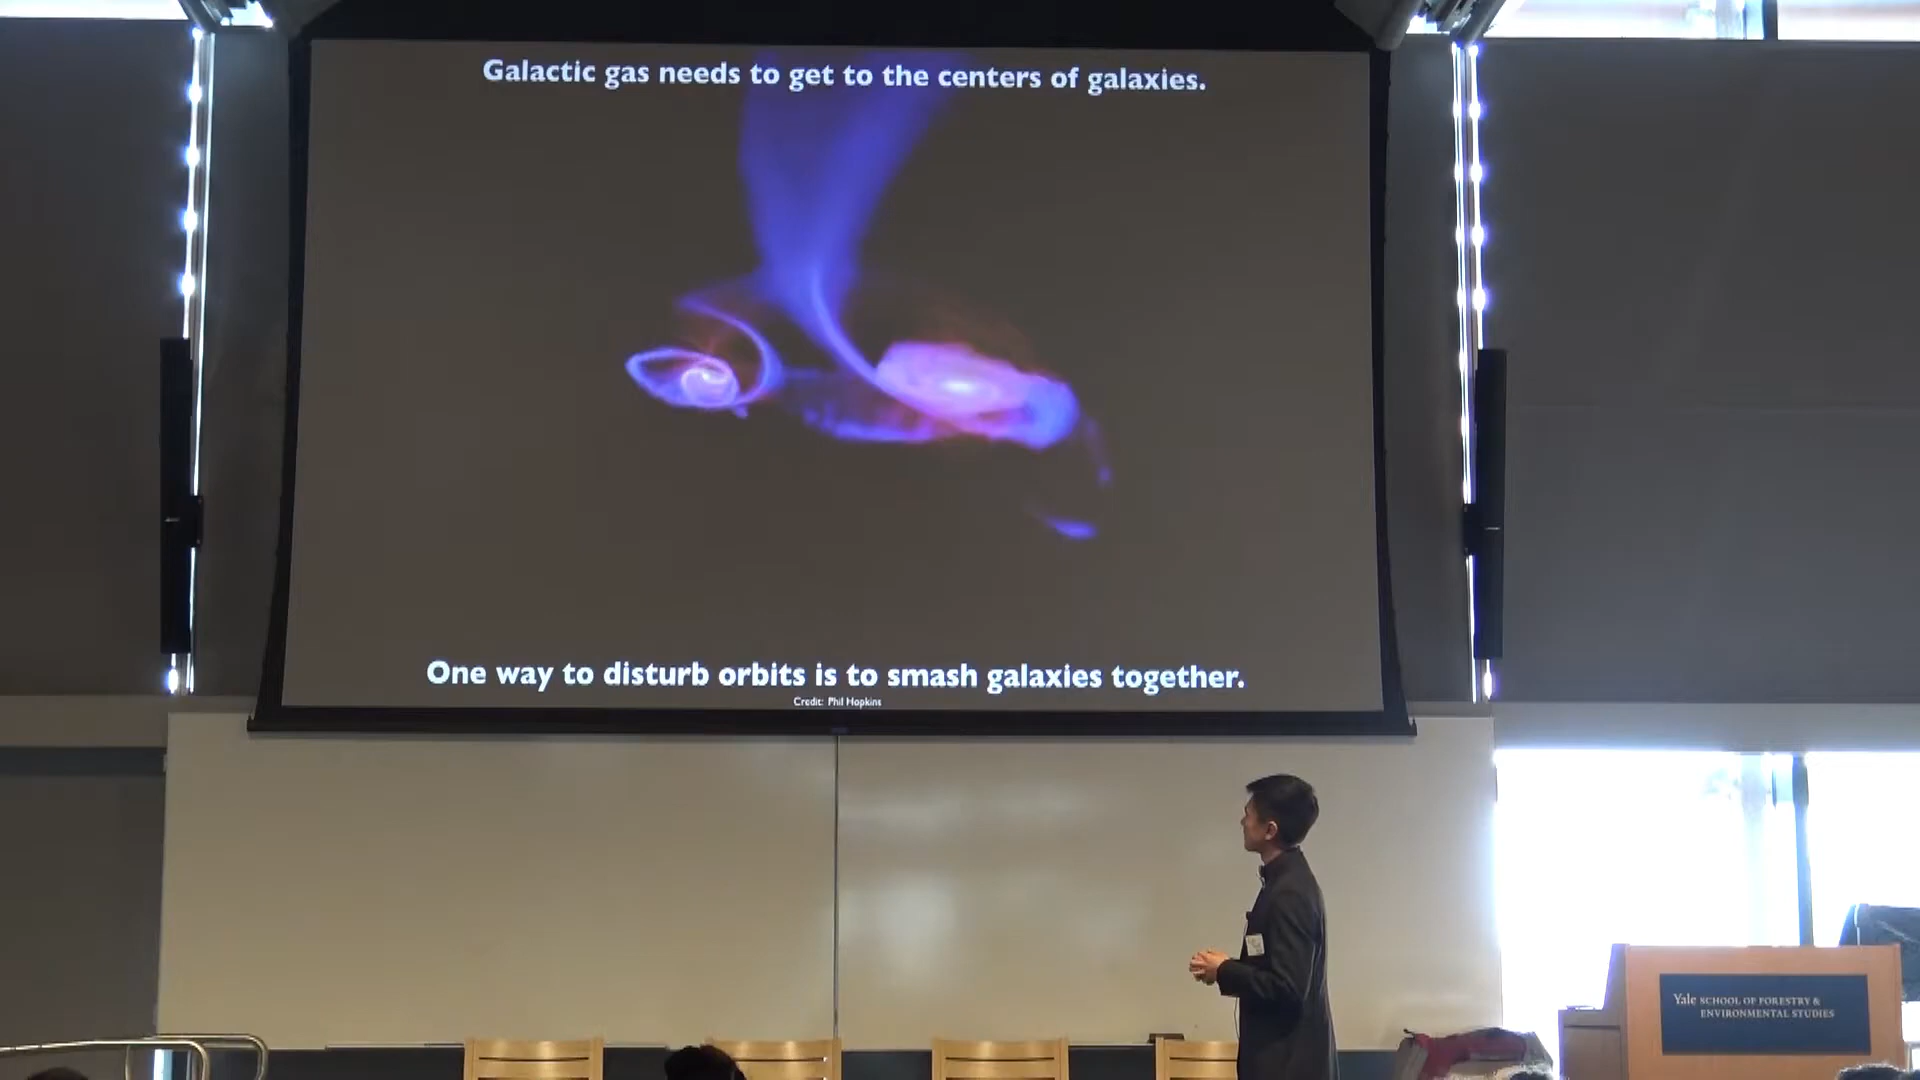 Galactic gas needs to get to the centers of galaxies.
One way to disturb orbits is to smash galaxies together.
Credit: Phil Hopkins
Yale SCHOOL OF FORESTRY &
ENVIRONMENTAL STUDIES